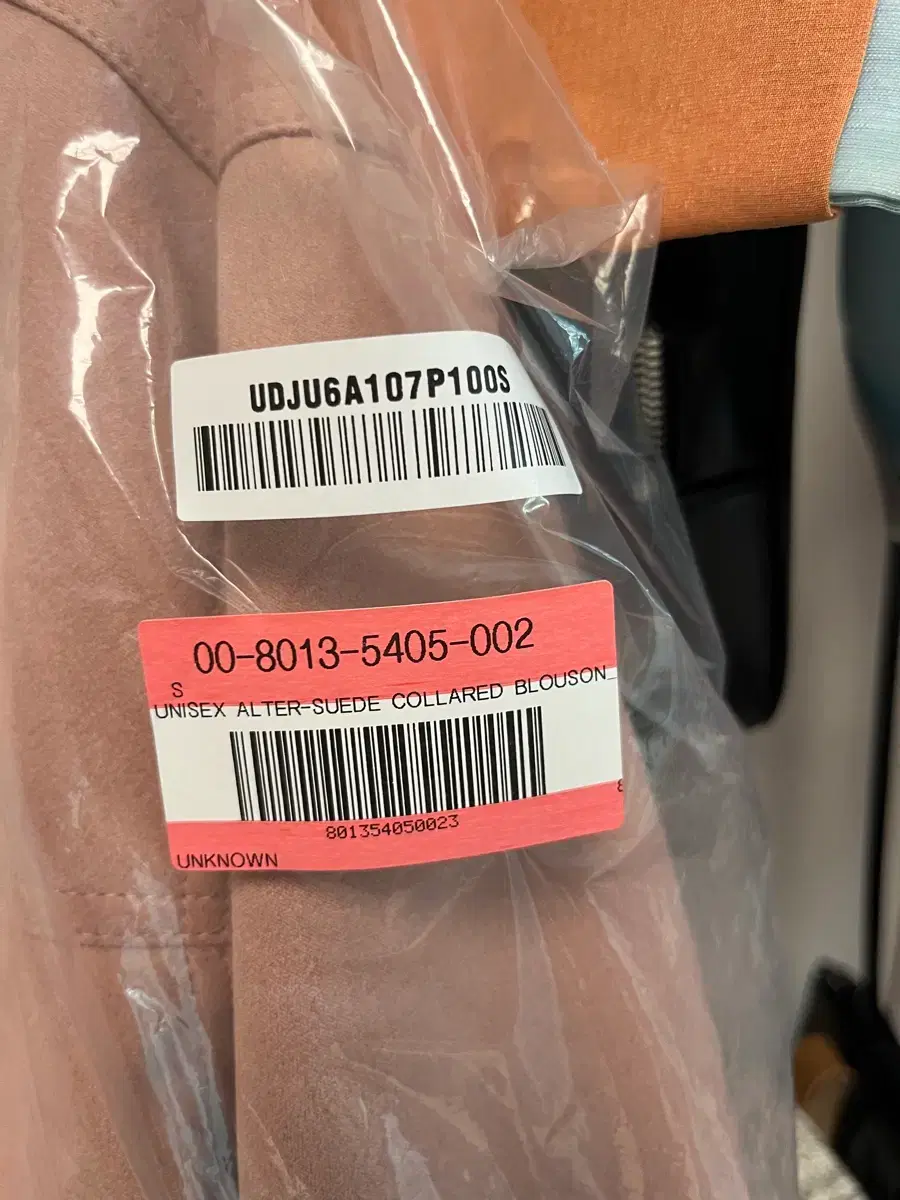 UDJU6A107P100S
00-8013-5405-002
S
UNISEX ALTER-SUEDE COLLARED BLOUSON
801354050023
UNKNOWN